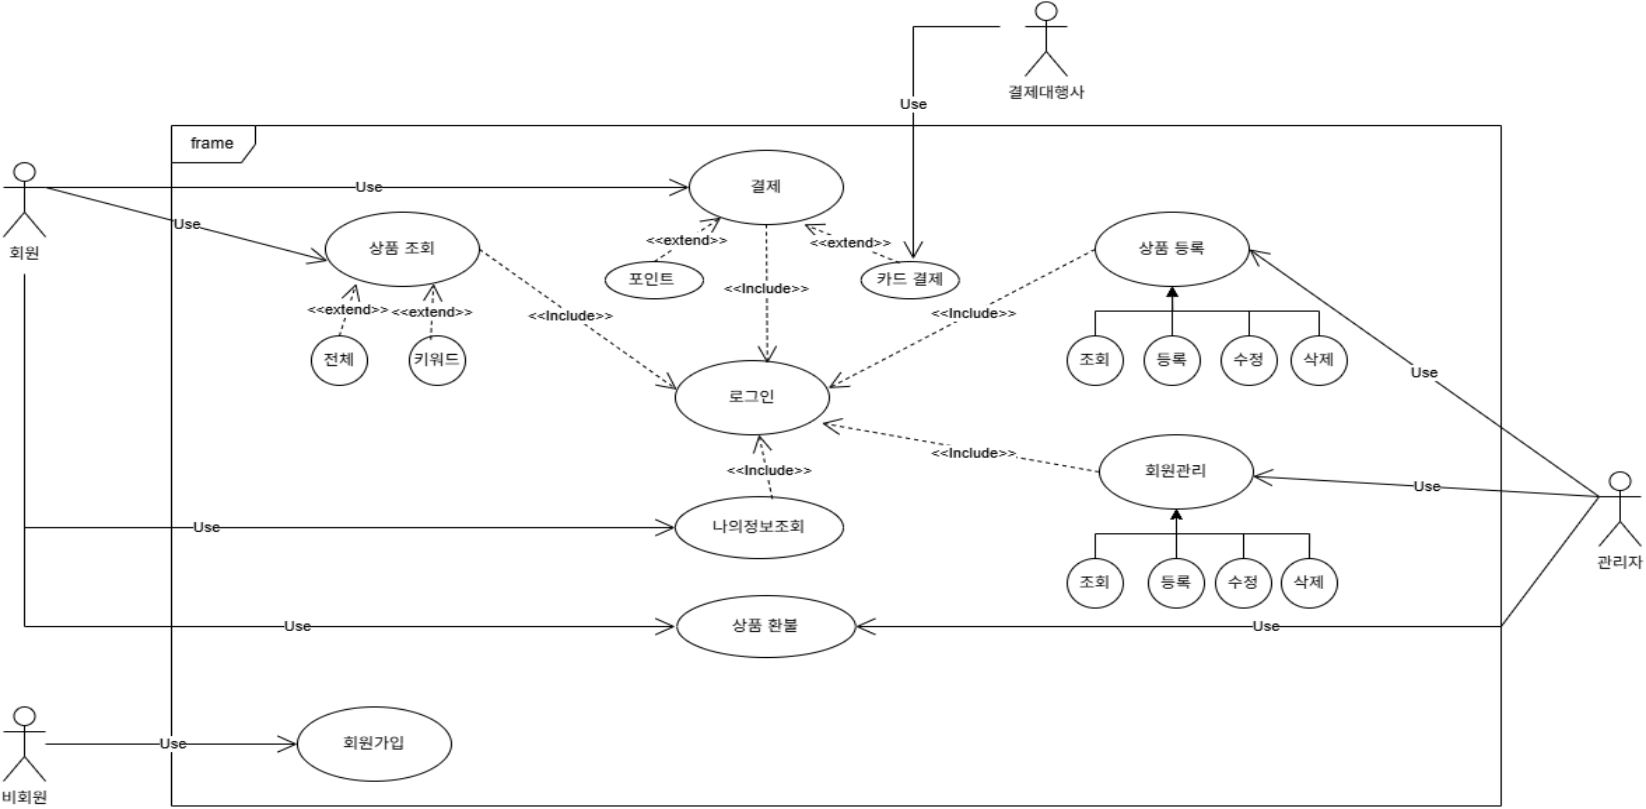 결제대행사
Use
frame
회원
Use
Use
결제
상품 조회
<<extend>>
<<extend>>
포인트
카드 결제
상품 등록
<<extend>>
<<extend>>
전체
키워드
<<Include>>
<<Include>>
<<Include>>
조회
등록
수정
삭제
Use
로그인
<<Include>>
<<Include>>
회원관리
Use
관리자
나의정보조회
Use
조회
등록
수정
삭제
Use
상품 환불
Use
비회원
Use
회원가입